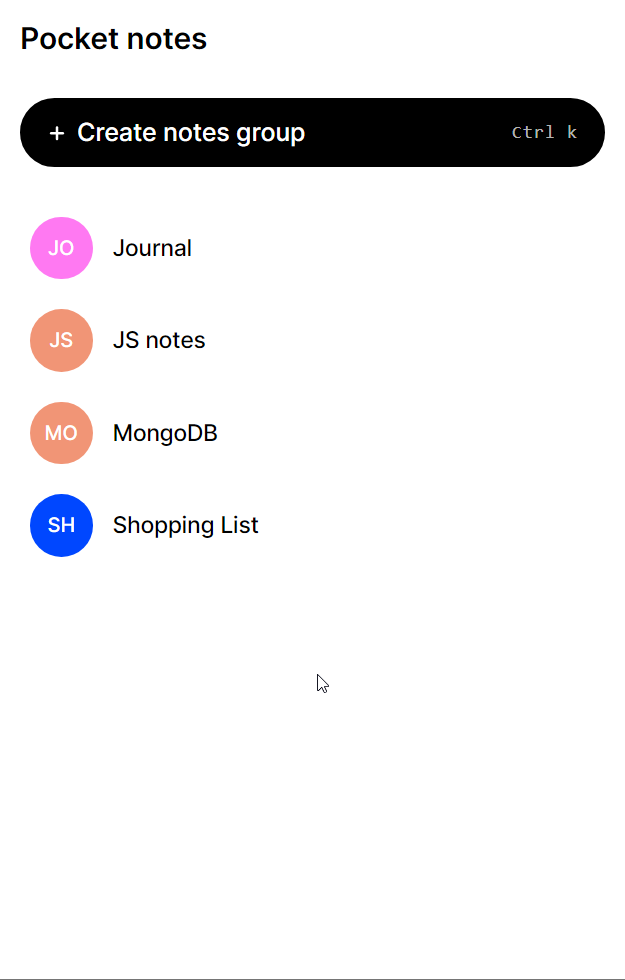 Pocket notes
+ Create notes group Ctrl k
JO Journal
JS JS notes
MO MongoDB
SH Shopping List